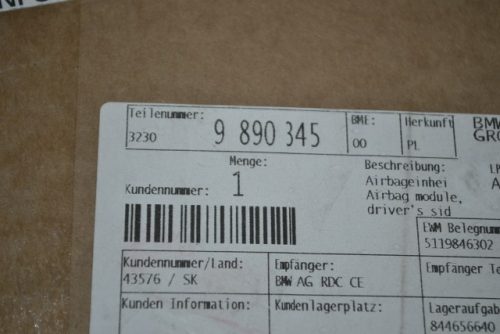 Teilenummer: BME: Herkunft BMW
3230 9 890 345 00 PL GRO
Menge: Beschreibung:
Kundennummer: 1 Airbageinhei
Airbag module,
driver's sid
EWM Belegnum
5119846302
Kundennummer/Land: Empfänger: Empfänger Te
43576 / SK BMW AG RDC CE
Kunden Information: Kundenlagerplatz: Lageraufgab
844656640